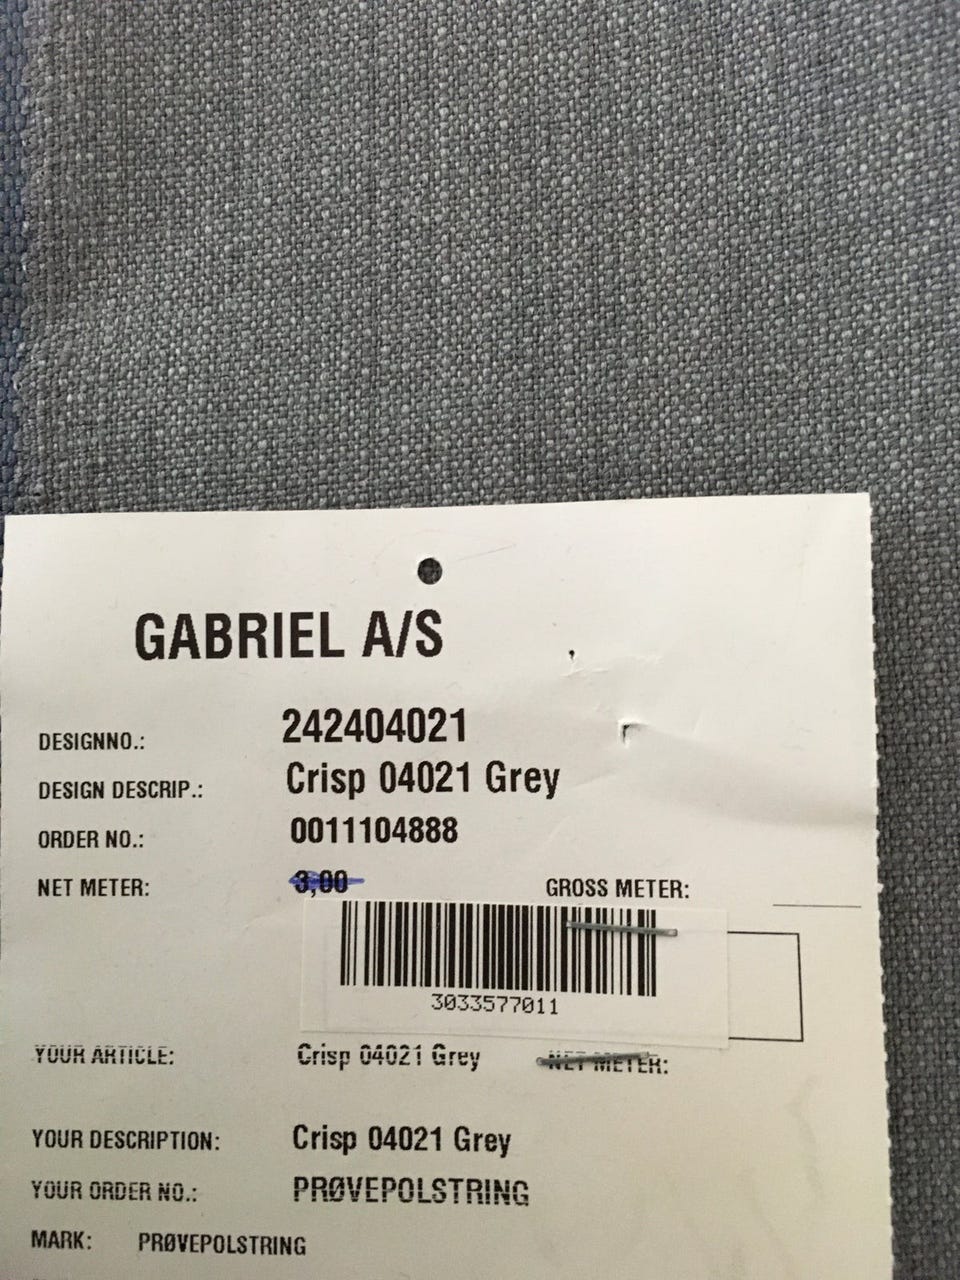 GABRIEL A/S
DESIGNNO.: 242404021
DESIGN DESCRIP.: Crisp 04021 Grey
ORDER NO.: 0011104888
NET METER: 3,00 GROSS METER:
3033577011
YOUR ARTICLE: Crisp 04021 Grey NET METER:
YOUR DESCRIPTION: Crisp 04021 Grey
YOUR ORDER NO.: PRØVEPOLSTRING
MARK: PRØVEPOLSTRING